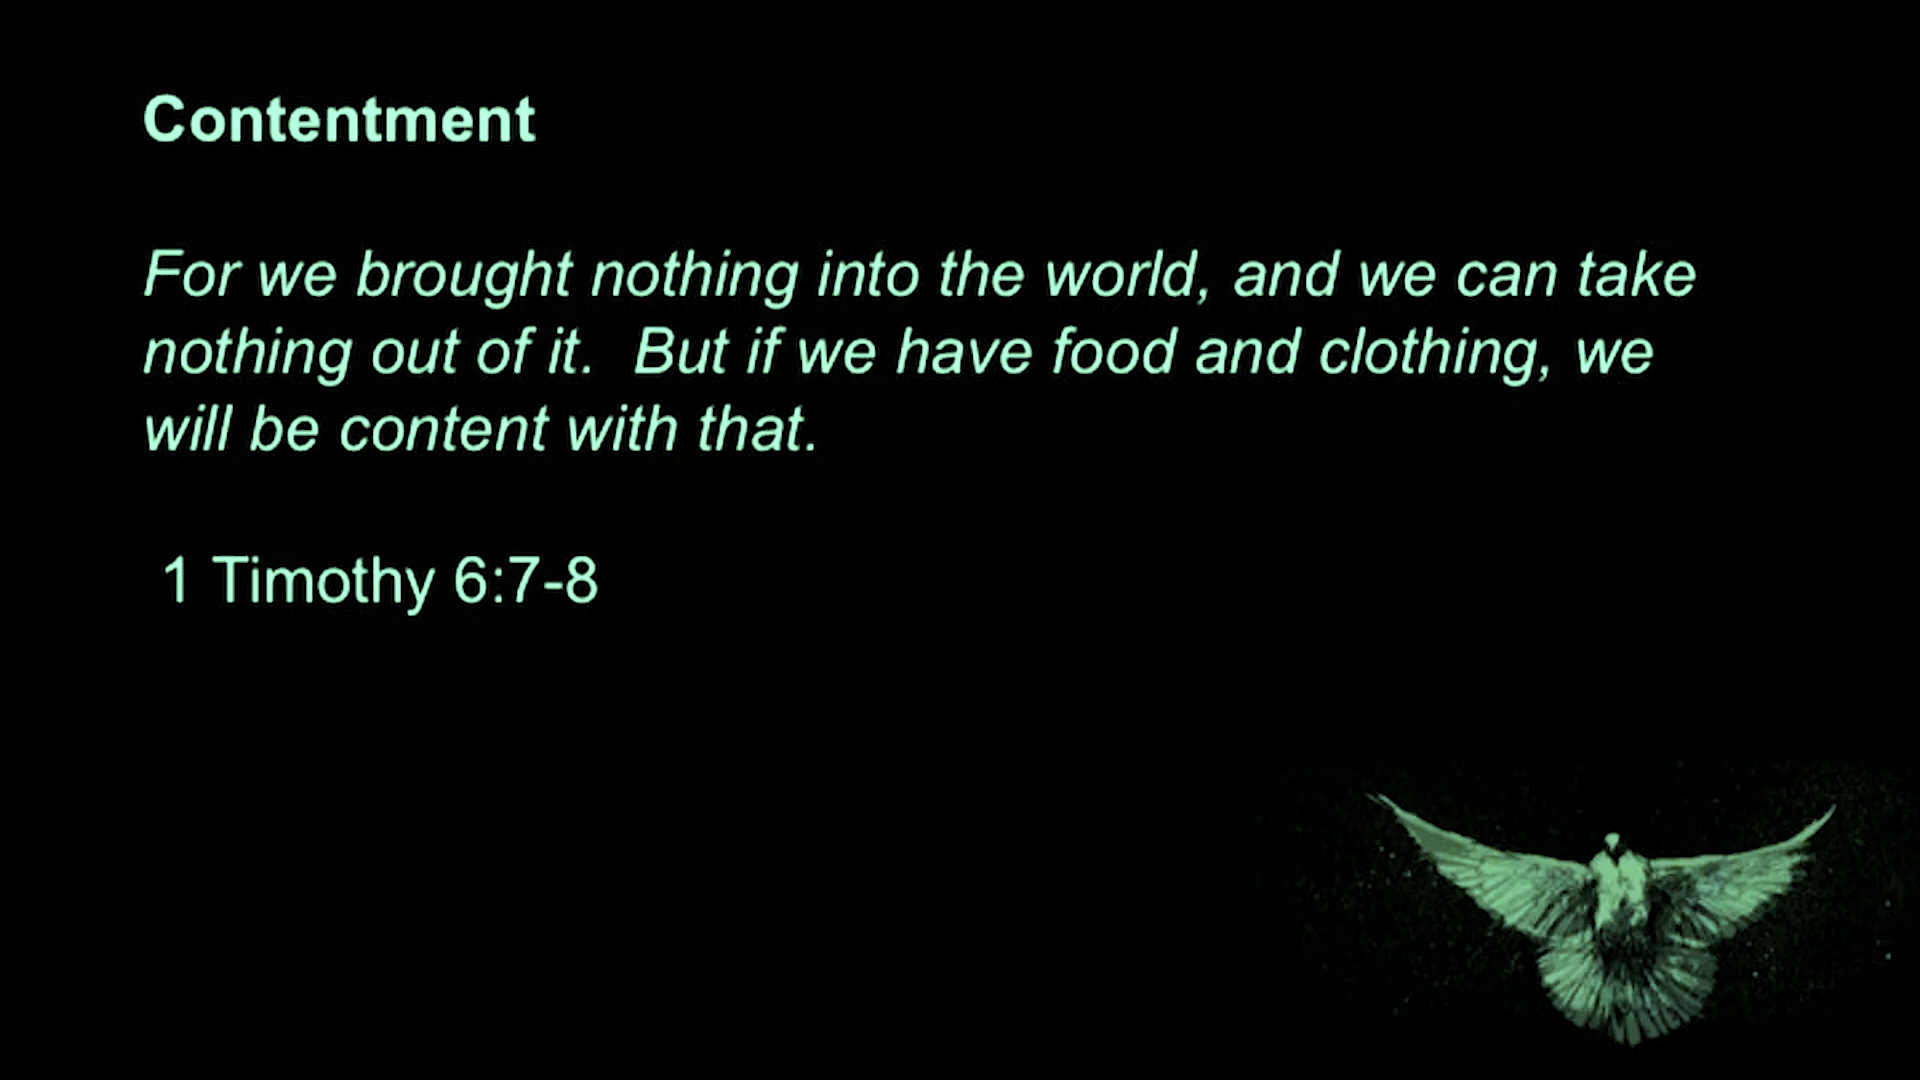 Contentment
For we brought nothing into the world, and we can take
nothing out of it.  But if we have food and clothing, we
will be content with that.
1 Timothy 6:7-8